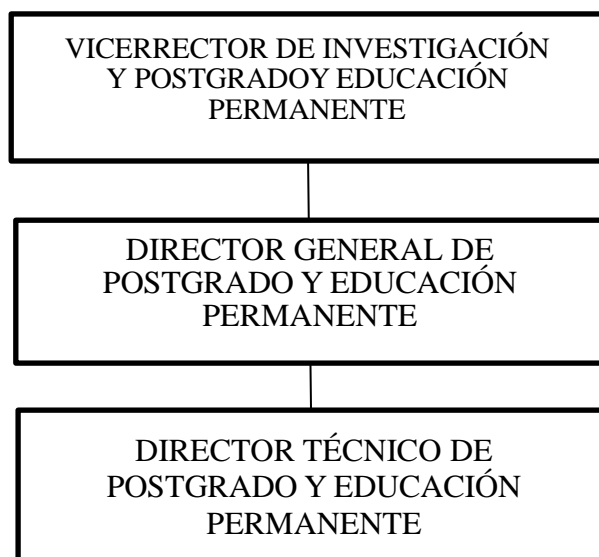 VICERRECTOR DE INVESTIGACIÓN
Y POSTGRADOY EDUCACIÓN
PERMANENTE
DIRECTOR GENERAL DE
POSTGRADO Y EDUCACIÓN
PERMANENTE
DIRECTOR TÉCNICO DE
POSTGRADO Y EDUCACIÓN
PERMANENTE